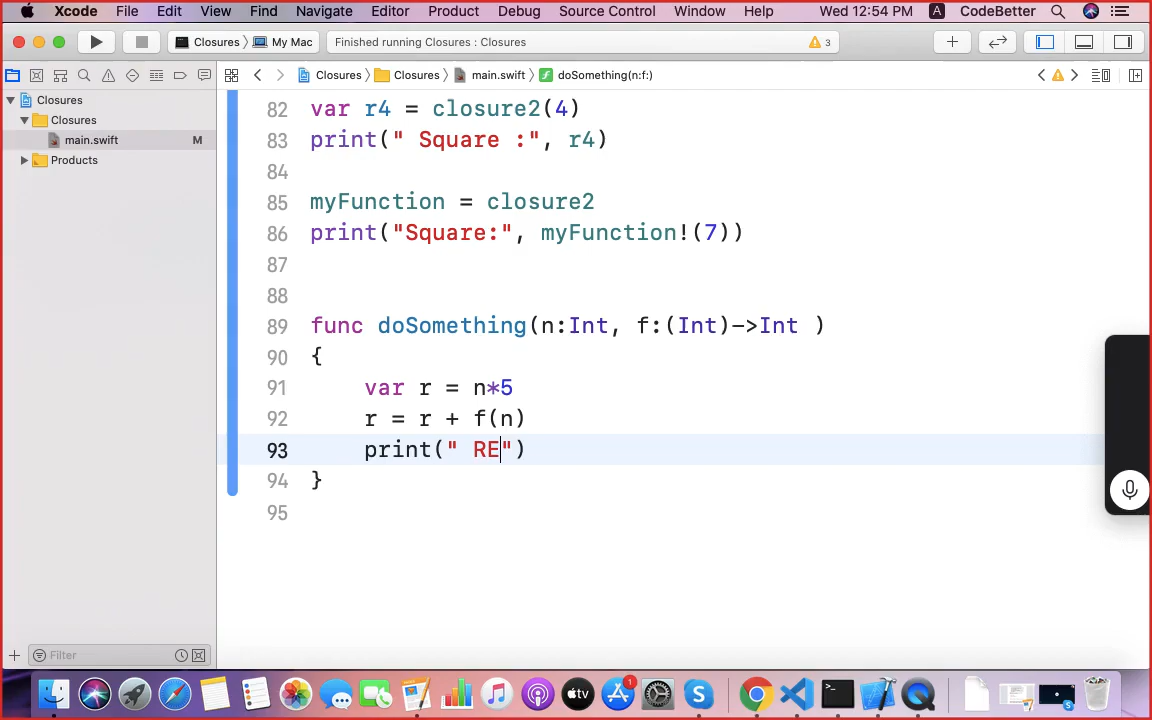 Xcode File Edit View Find Navigate Editor Product Debug Source Control Window Help Wed 12:54 PM A CodeBetter
Closures My Mac Finished running Closures : Closures 3
Closures Closures main.swift f doSomething(n:f:)
Closures
Closures
main.swift M
Products
82 var r4 = closure2(4)
83 print(" Square :", r4)
84
85 myFunction = closure2
86 print("Square:", myFunction!(7))
87
88
89 func doSomething(n:Int, f:(Int)->Int )
90 {
91 var r = n*5
92 r = r + f(n)
93 print(" RE")
94 }
95
Filter
tv 1 S